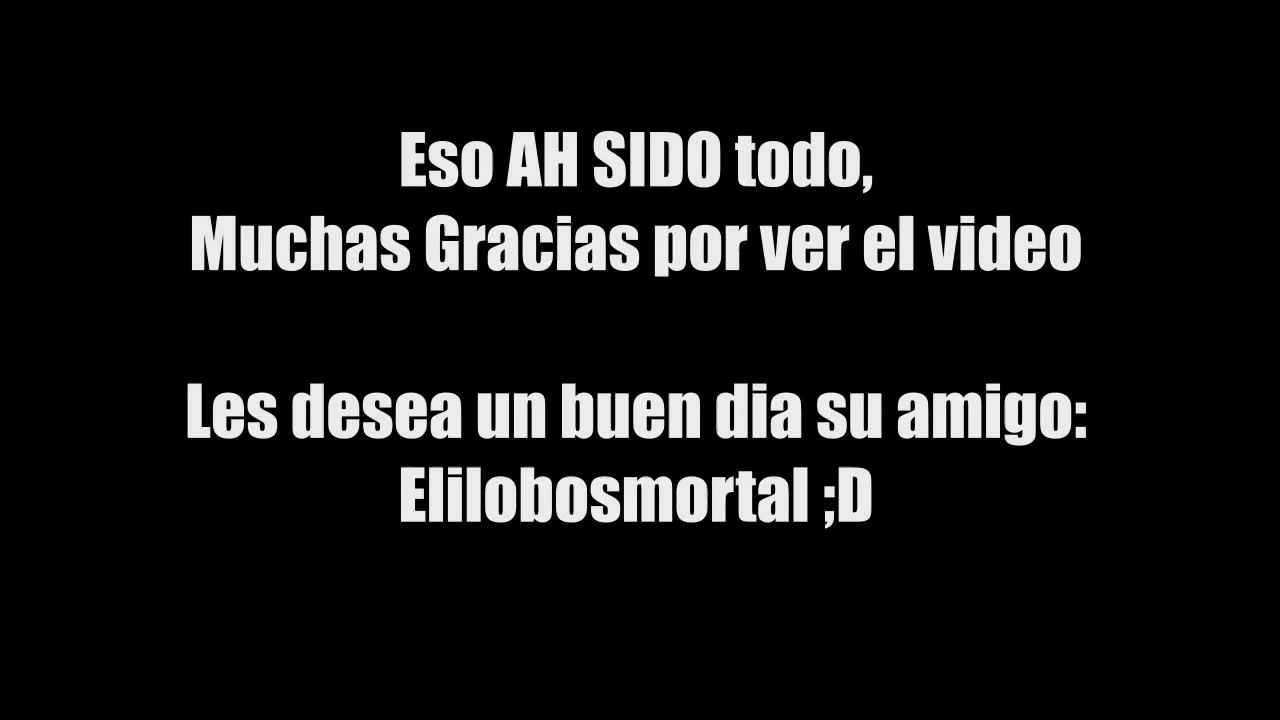 Eso AH SIDO todo,
Muchas Gracias por ver el video
Les desea un buen dia su amigo:
Elilobosmortal ;D